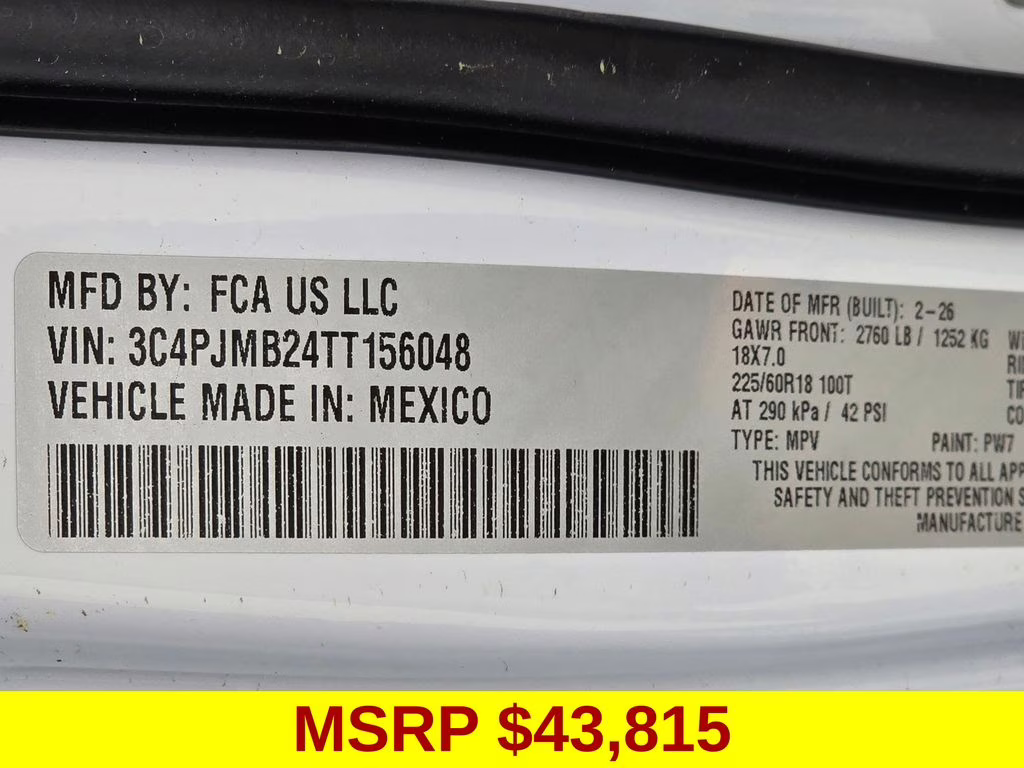 MFD BY: FCA US LLC
VIN: 3C4PJMB24TT156048
VEHICLE MADE IN: MEXICO
DATE OF MFR (BUILT): 2-26
GAWR FRONT: 2760 LB / 1252 KG
18X7.0
225/60R18 100T
AT 290 kPa / 42 PSI
TYPE: MPV PAINT: PW7
THIS VEHICLE CONFORMS TO ALL APP
SAFETY AND THEFT PREVENTION S
MANUFACTURE
MSRP $43,815